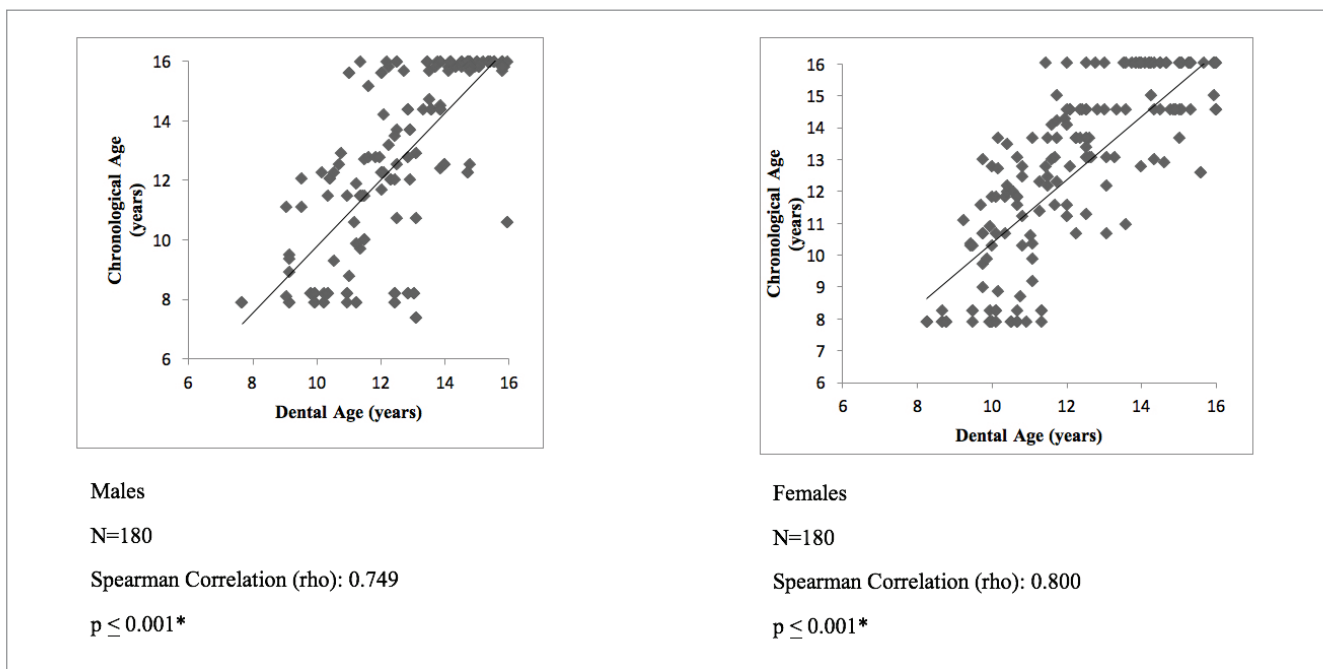 16
14
12
10
8
6
Chronological Age
(years)
6 8 10 12 14 16
Dental Age (years)
Males
N=180
Spearman Correlation (rho): 0.749
p ≤ 0.001*
16
15
14
13
12
11
10
9
8
7
6
Chronological Age
(years)
6 8 10 12 14 16
Dental Age (years)
Females
N=180
Spearman Correlation (rho): 0.800
p ≤ 0.001*